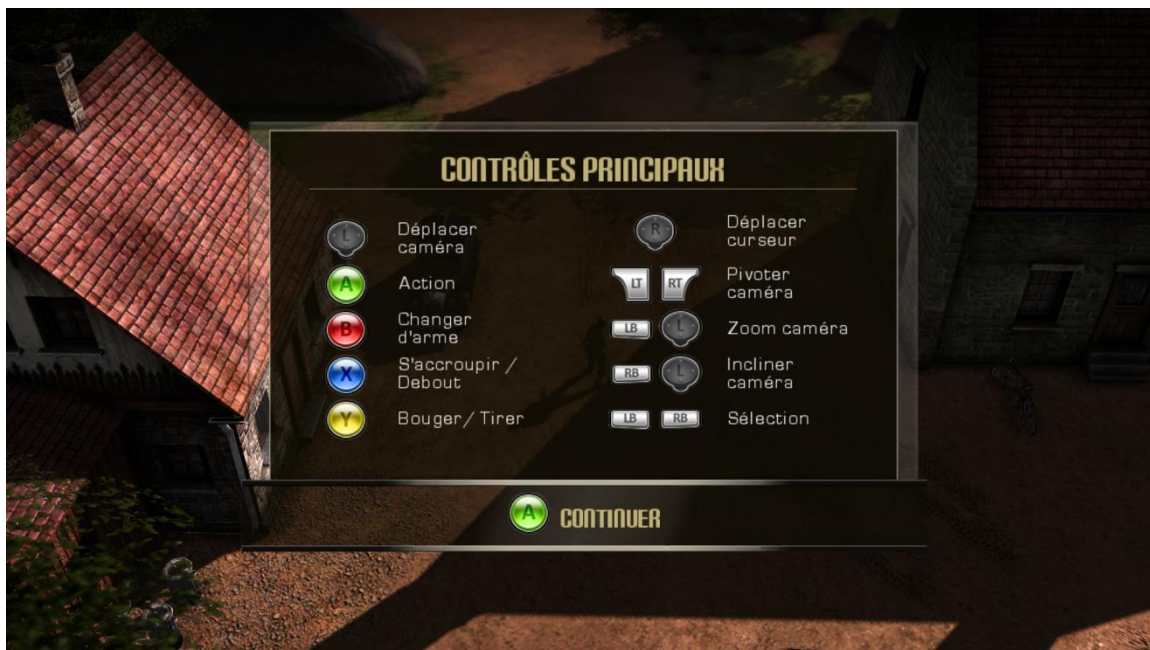 CONTRÔLES PRINCIPAUX
L
Déplacer
caméra
A
Action
B
Changer
d'arme
X
S'accroupir /
Debout
Y
Bouger / Tirer
R
Déplacer
curseur
LT RT
Pivoter
caméra
LB L
Zoom caméra
RB L
Incliner
caméra
LB RB
Sélection
A CONTINUER